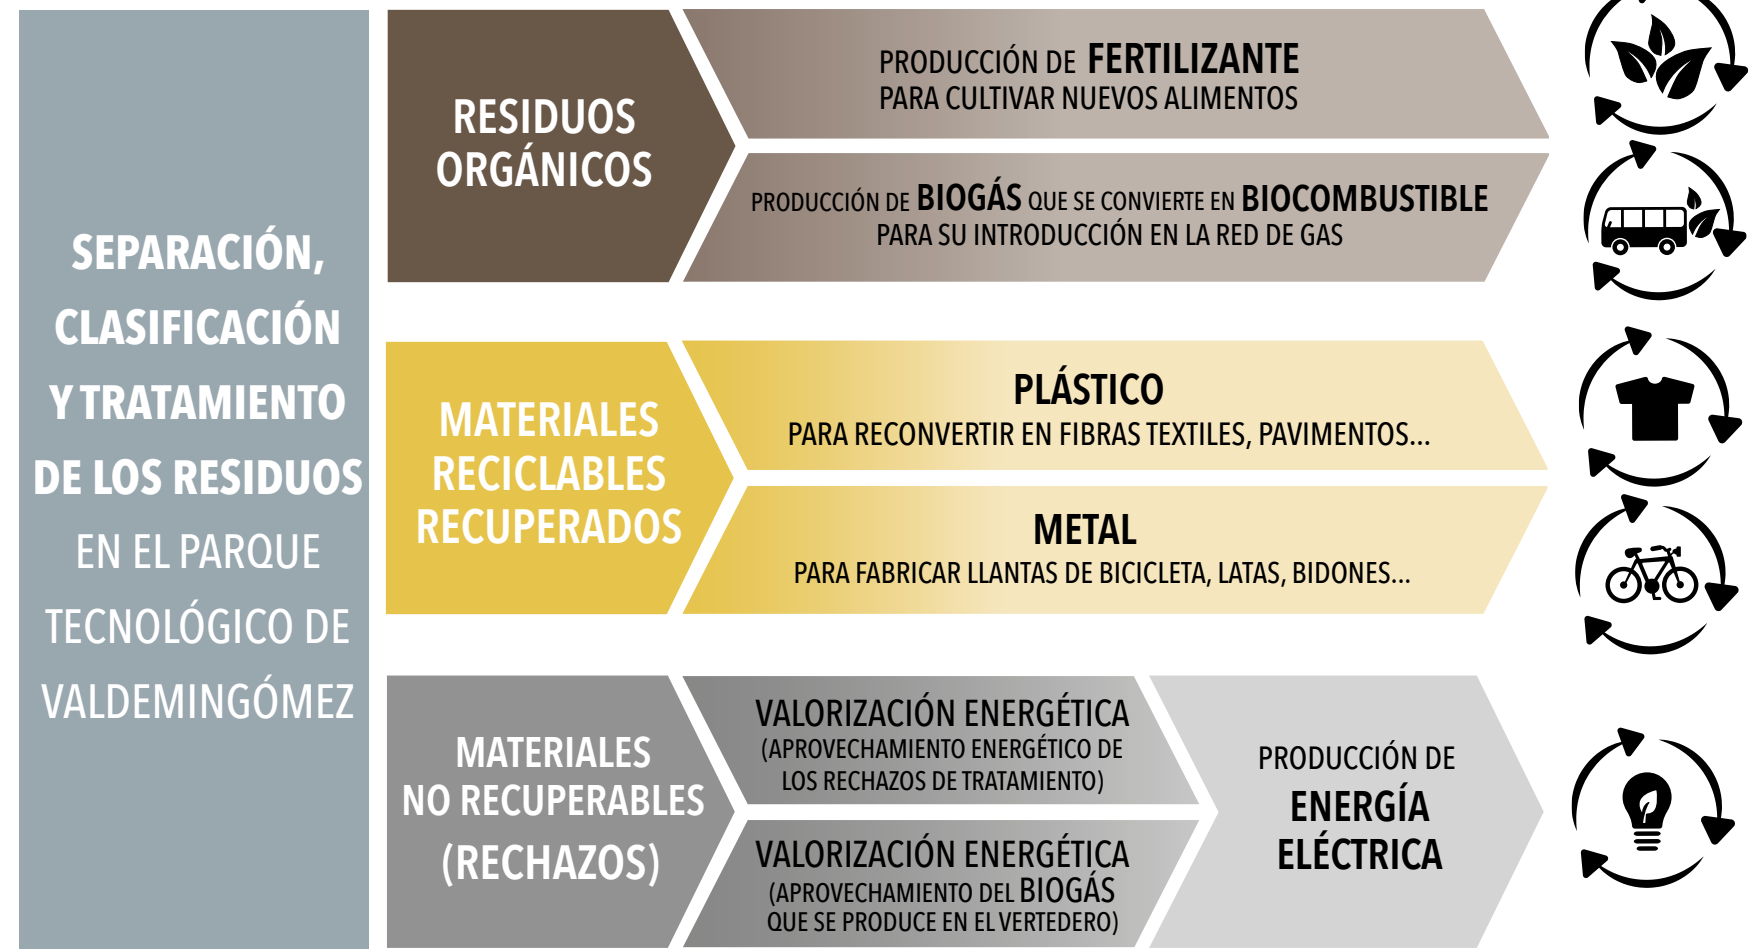 SEPARACIÓN,
CLASIFICACIÓN
Y TRATAMIENTO
DE LOS RESIDUOS
EN EL PARQUE
TECNOLÓGICO DE
VALDEMINGÓMEZ
RESIDUOS
ORGÁNICOS
PRODUCCIÓN DE FERTILIZANTE
PARA CULTIVAR NUEVOS ALIMENTOS
PRODUCCIÓN DE BIOGÁS QUE SE CONVIERTE EN BIOCOMBUSTIBLE
PARA SU INTRODUCCIÓN EN LA RED DE GAS
MATERIALES
RECICLABLES
RECUPERADOS
PLÁSTICO
PARA RECONVERTIR EN FIBRAS TEXTILES, PAVIMENTOS...
METAL
PARA FABRICAR LLANTAS DE BICICLETA, LATAS, BIDONES...
MATERIALES
NO RECUPERABLES
(RECHAZOS)
VALORIZACIÓN ENERGÉTICA
(APROVECHAMIENTO ENERGÉTICO DE
LOS RECHAZOS DE TRATAMIENTO)
VALORIZACIÓN ENERGÉTICA
(APROVECHAMIENTO DEL BIOGÁS
QUE SE PRODUCE EN EL VERTEDERO)
PRODUCCIÓN DE
ENERGÍA
ELÉCTRICA